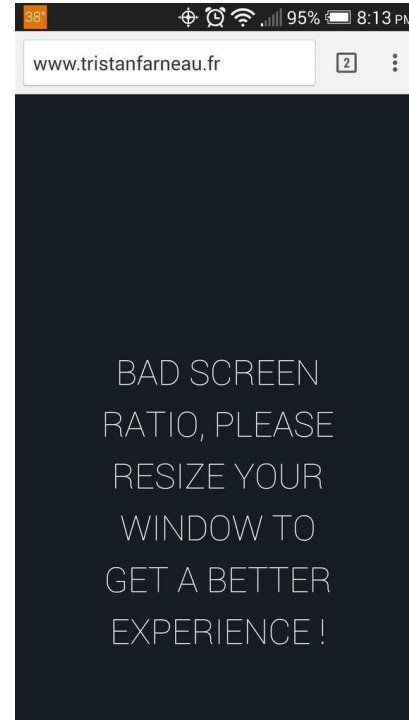 38° 95% 8:13 PM
www.tristanfarneau.fr 2
BAD SCREEN
RATIO, PLEASE
RESIZE YOUR
WINDOW TO
GET A BETTER
EXPERIENCE !